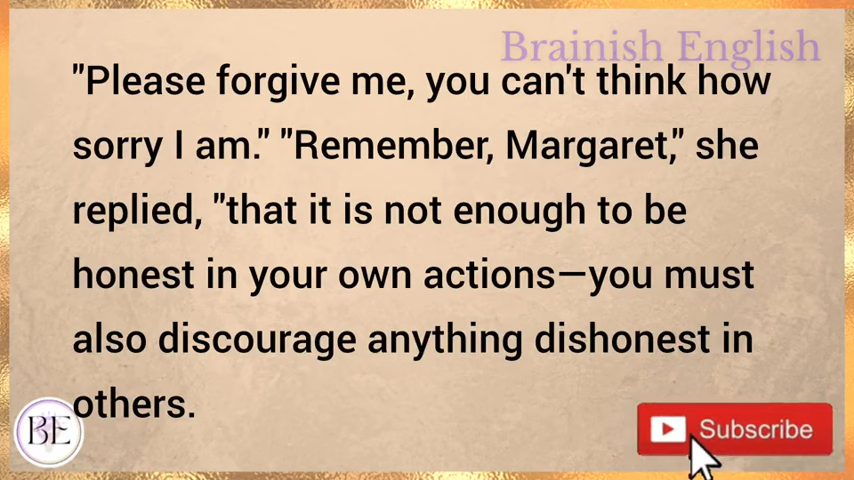 Brainish English
"Please forgive me, you can't think how
sorry I am." "Remember, Margaret," she
replied, "that it is not enough to be
honest in your own actions—you must
also discourage anything dishonest in
others.
BE
Subscribe